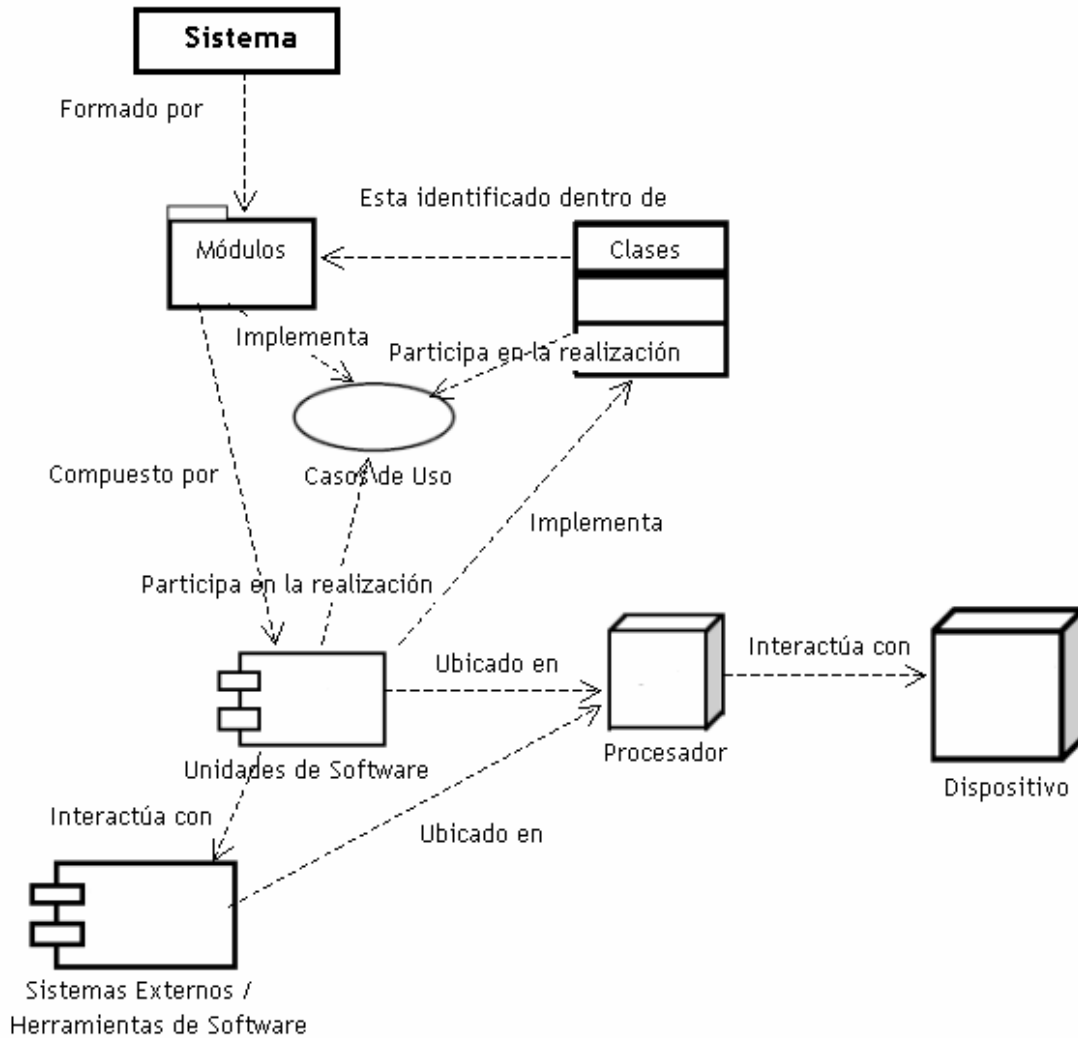 Sistema
Formado por
Esta identificado dentro de
Módulos
Clases
Implementa
Participa en la realización
Compuesto por
Casos de Uso
Implementa
Participa en la realización
Ubicado en
Interactúa con
Unidades de Software
Procesador
Dispositivo
Interactúa con
Ubicado en
Sistemas Externos /
Herramientas de Software